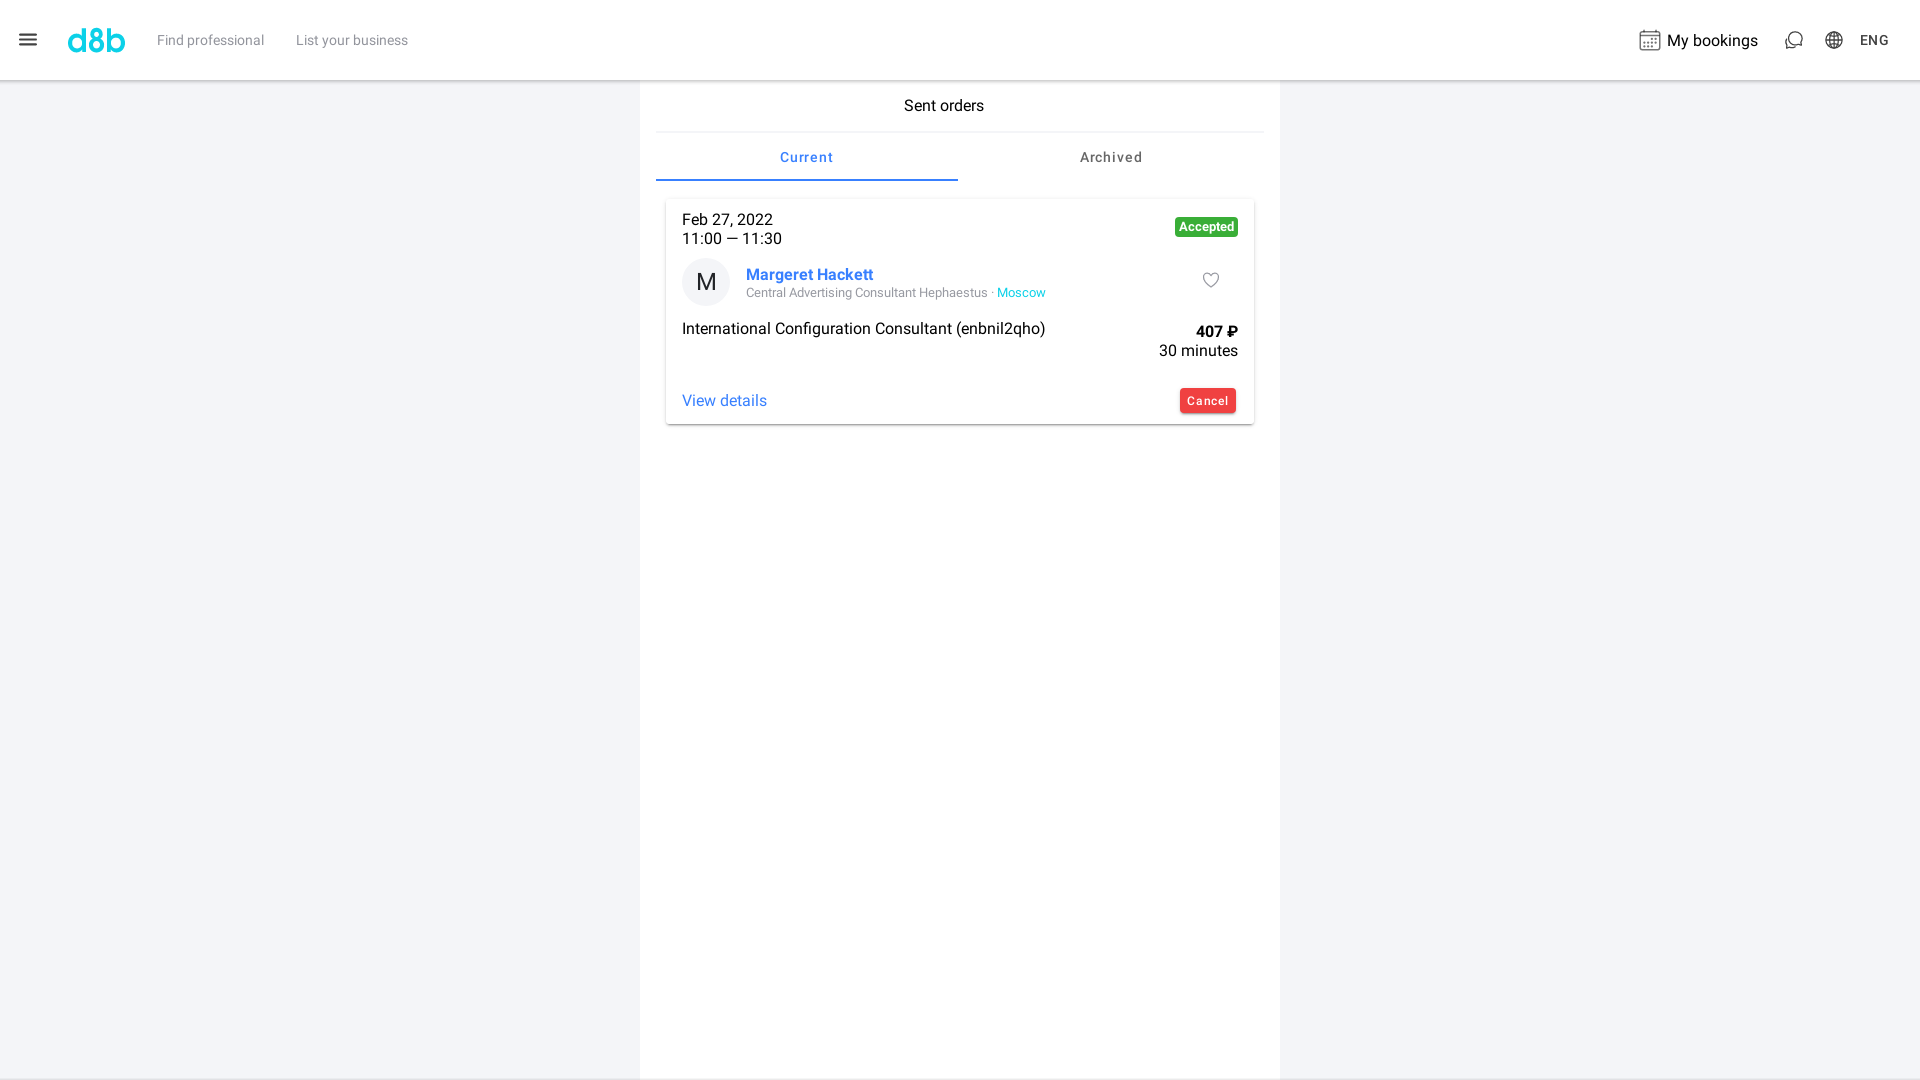 d8b
Find professional
List your business
My bookings
ENG
Sent orders
Current
Archived
Feb 27, 2022
11:00 — 11:30
Accepted
M
Margeret Hackett
Central Advertising Consultant Hephaestus · Moscow
International Configuration Consultant (enbnil2qho)
407 ₽
30 minutes
View details
Cancel